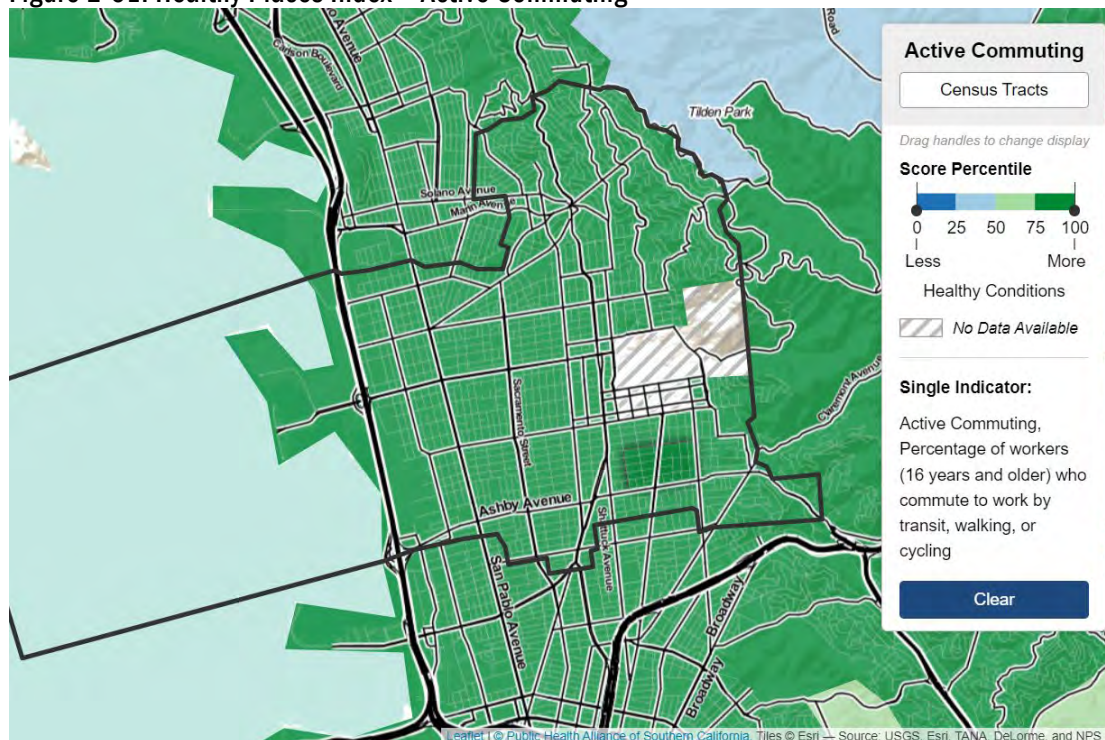 Figure E-O1: Healthy Places Index – Active Commuting
Carlson Boulevard
Avenue
Road
Tilden Park
Solano Avenue
Marin Avenue
Claremont Avenue
Sacramento Street
Ashby Avenue
Shattuck Avenue
San Pablo Avenue
Broadway
Broadway
Active Commuting
Census Tracts
Drag handles to change display
Score Percentile
0 25 50 75 100
Less More
Healthy Conditions
No Data Available
Single Indicator:
Active Commuting,
Percentage of workers
(16 years and older) who
commute to work by
transit, walking, or
cycling
Clear
Leaflet | © Public Health Alliance of Southern California, Tiles © Esri — Source: USGS, Esri, TANA, DeLorme, and NPS